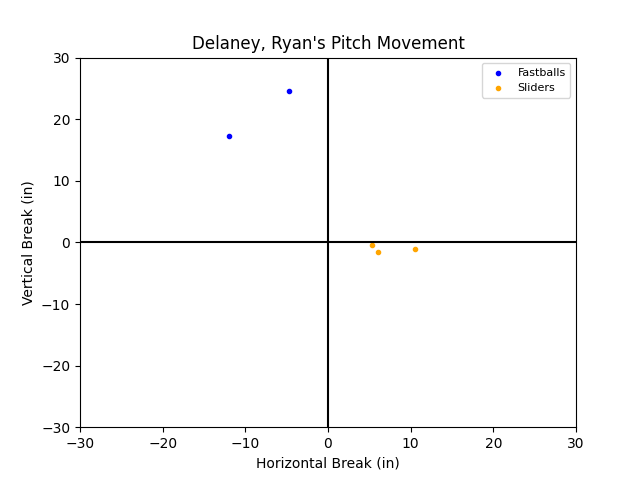 Delaney, Ryan's Pitch Movement
30
20
10
0
−10
−20
−30
Vertical Break (in)
Fastballs
Sliders
−30 −20 −10 0 10 20 30
Horizontal Break (in)